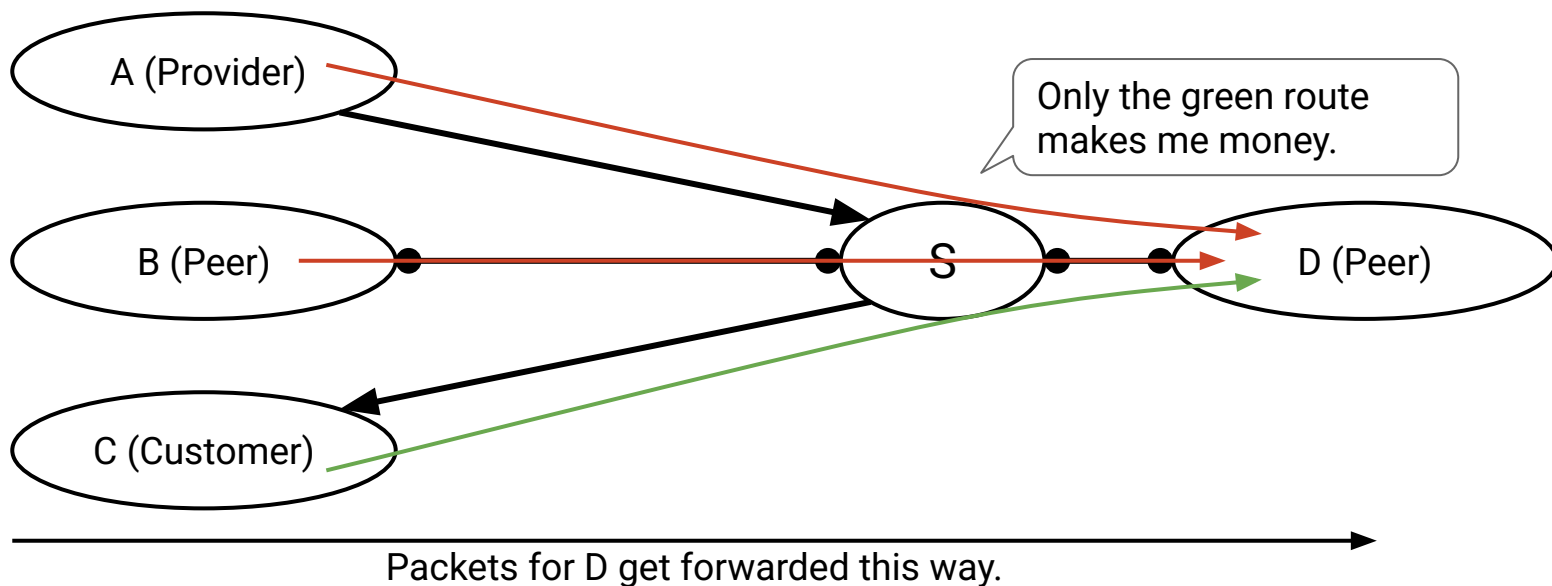 A (Provider)
Only the green route
makes me money.
B (Peer)
S
D (Peer)
C (Customer)
Packets for D get forwarded this way.